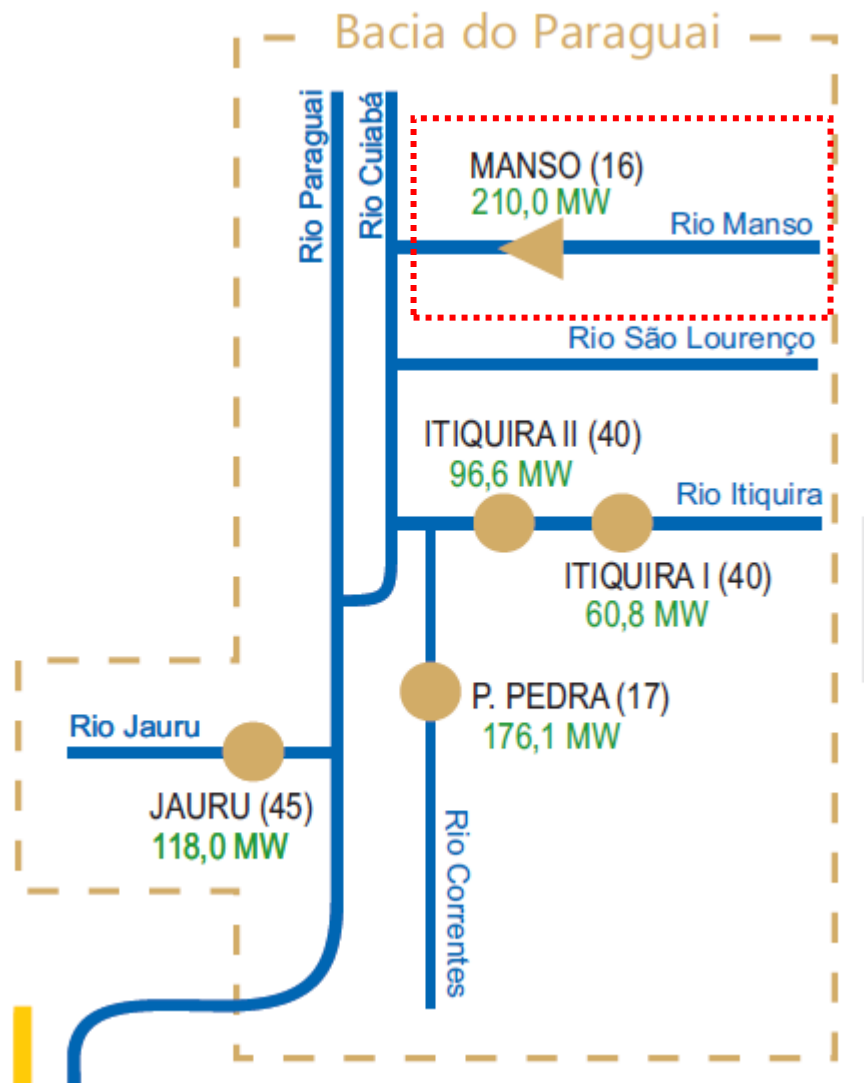 Bacia do Paraguai
Rio Paraguai
Rio Cuiabá
MANSO (16)
210,0 MW
Rio Manso
Rio São Lourenço
ITIQUIRA II (40)
96,6 MW
Rio Itiquira
ITIQUIRA I (40)
60,8 MW
P. PEDRA (17)
176,1 MW
Rio Jauru
JAURU (45)
118,0 MW
Rio Correntes